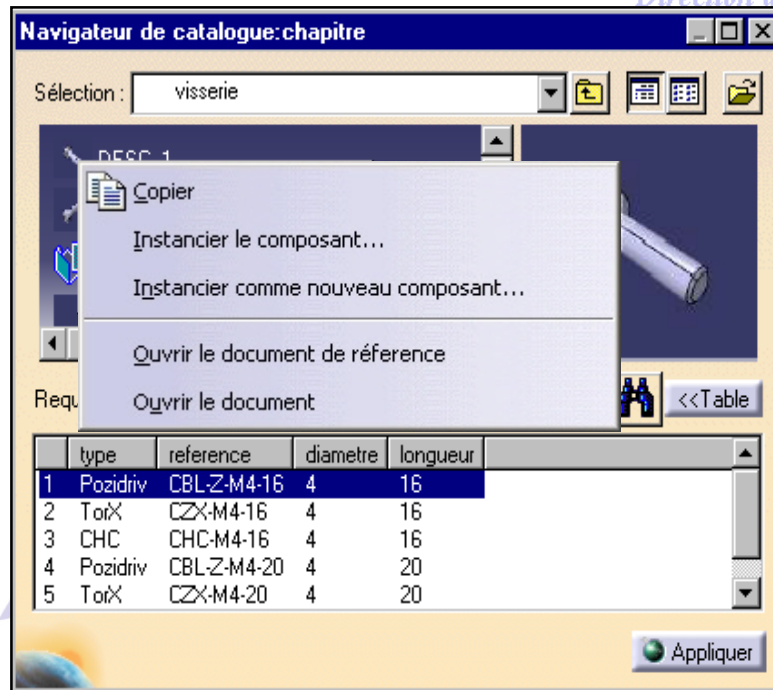 Direction d
Navigateur de catalogue:chapitre
Sélection : visserie
DESC 1
Copier
Instancier le composant...
Instancier comme nouveau composant...
Ouvrir le document de réference
Ouvrir le document
<<Table
type reference diametre longueur
1 Pozidriv CBL-Z-M4-16 4 16
2 TorX CZX-M4-16 4 16
3 CHC CHC-M4-16 4 16
4 Pozidriv CBL-Z-M4-20 4 20
5 TorX CZX-M4-20 4 20
Appliquer